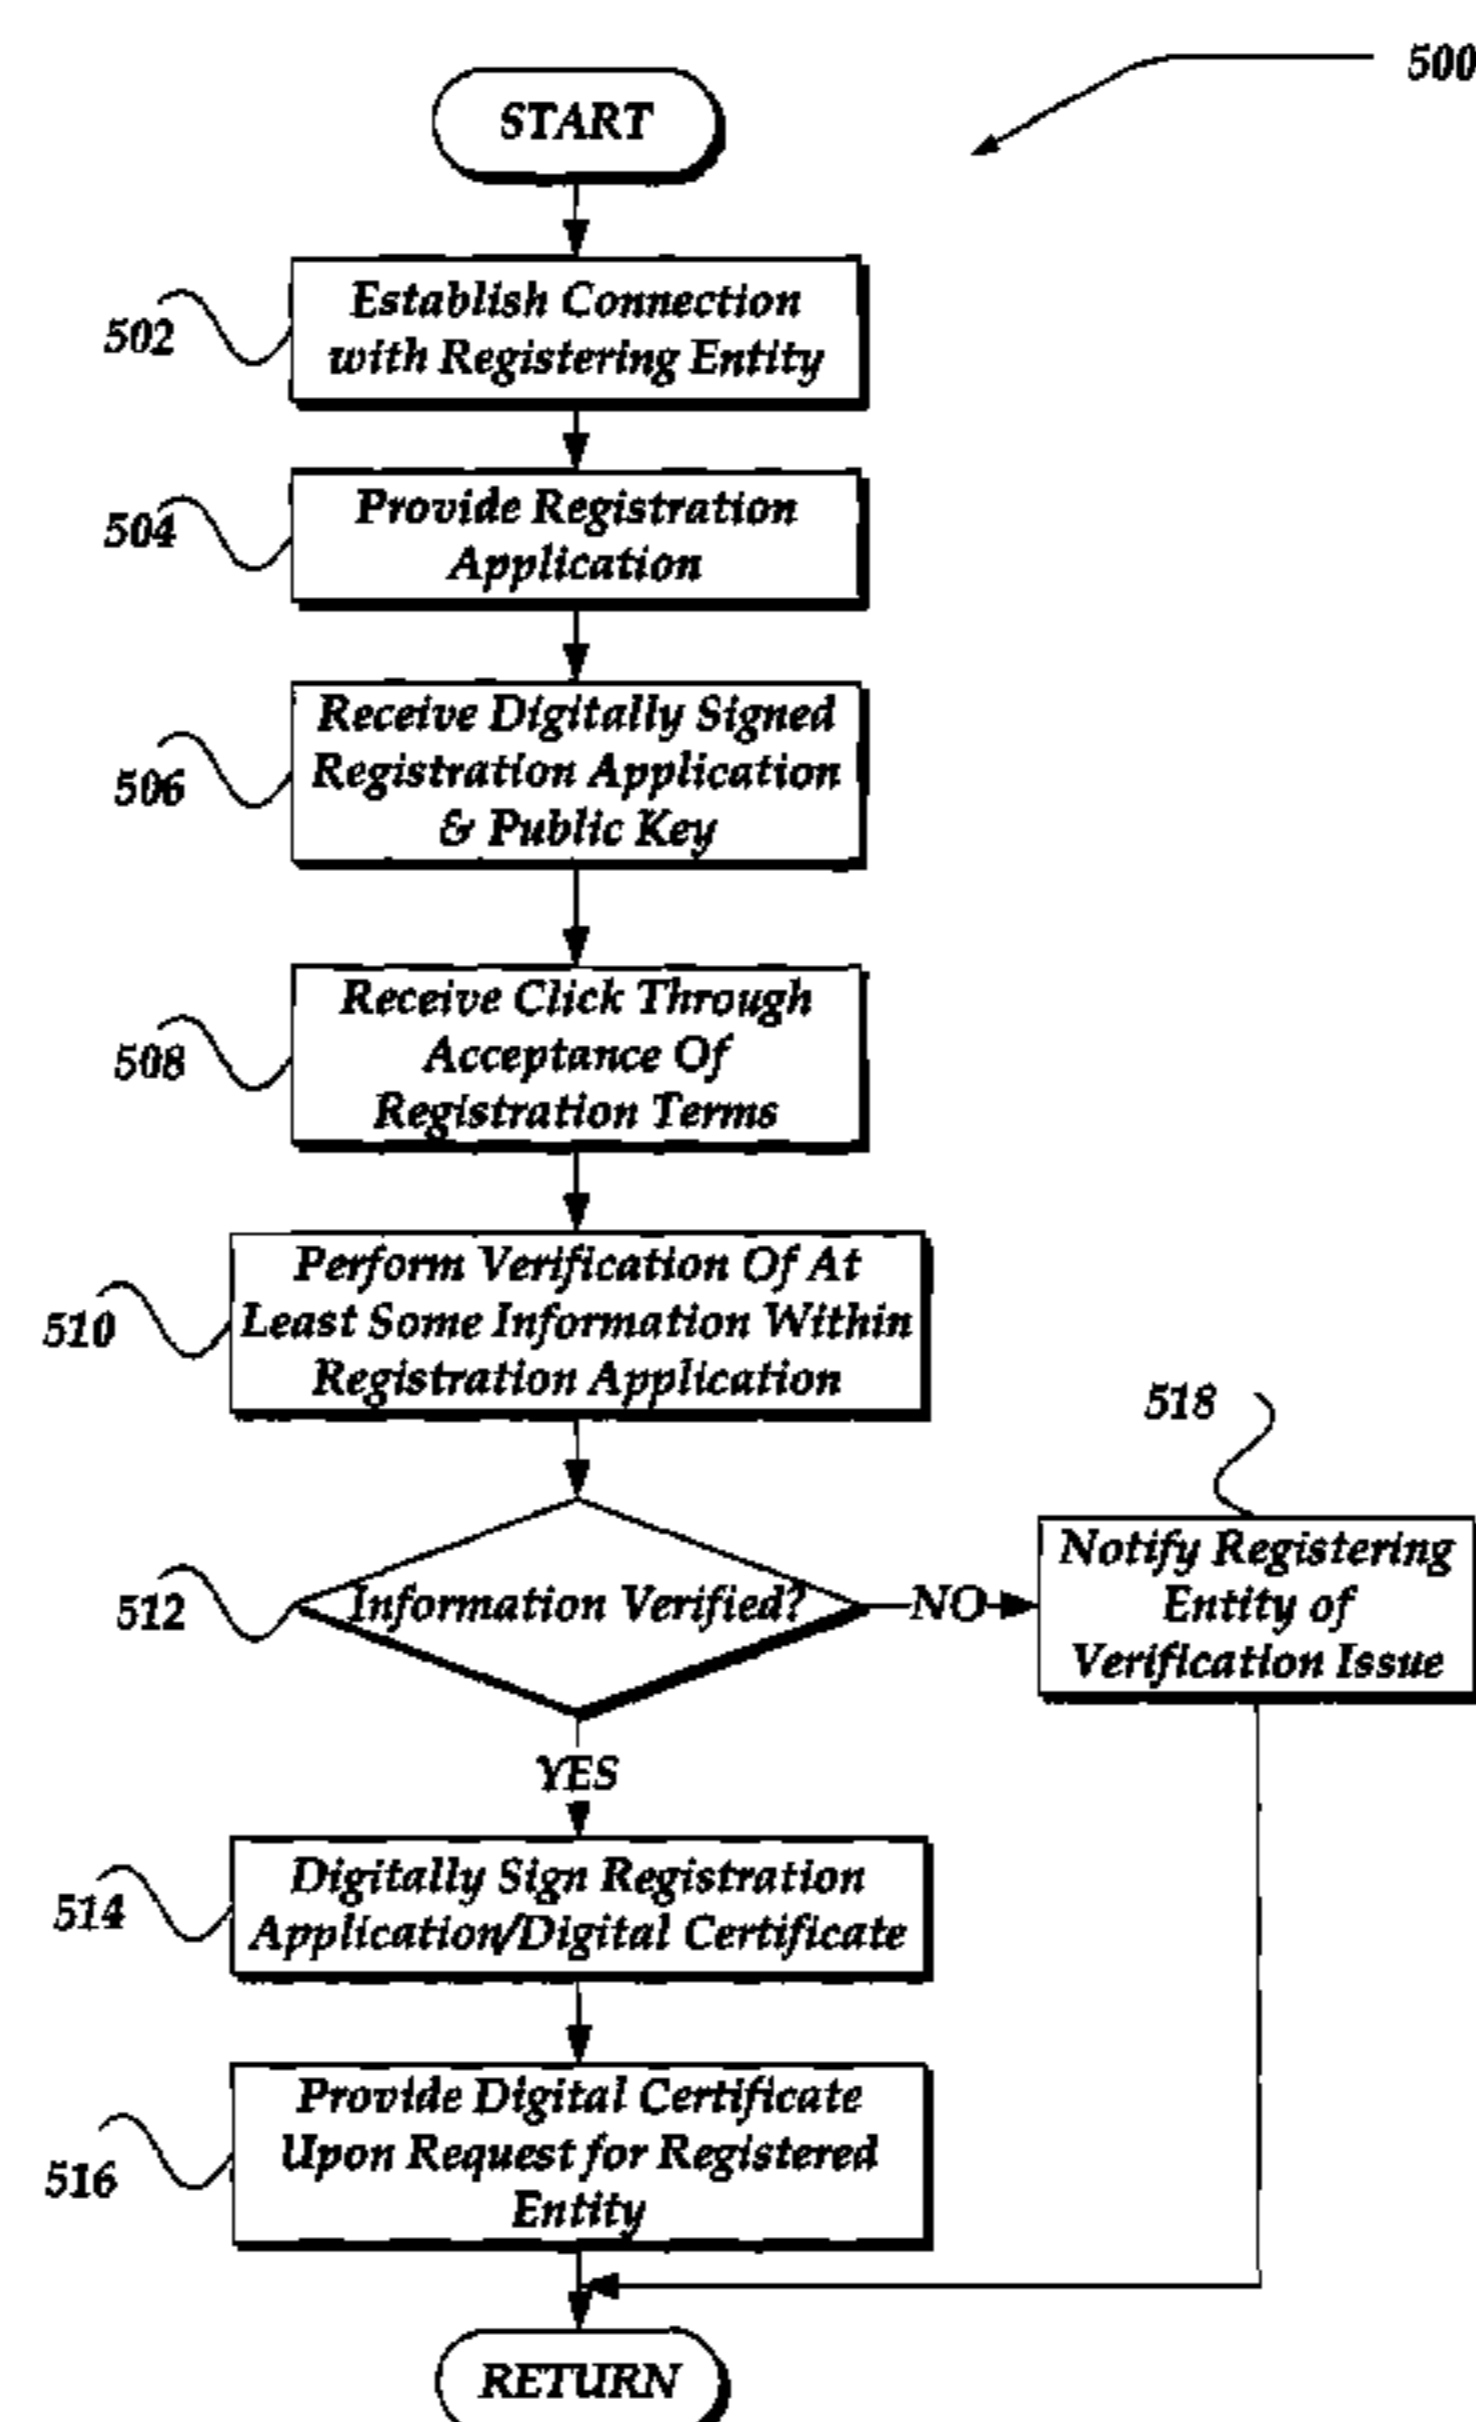 500
START
502
Establish Connection
with Registering Entity
504
Provide Registration
Application
506
Receive Digitally Signed
Registration Application
& Public Key
508
Receive Click Through
Acceptance Of
Registration Terms
510
Perform Verification Of At
Least Some Information Within
Registration Application
512
Information Verified?
NO
518
Notify Registering
Entity of
Verification Issue
YES
514
Digitally Sign Registration
Application/Digital Certificate
516
Provide Digital Certificate
Upon Request for Registered
Entity
RETURN